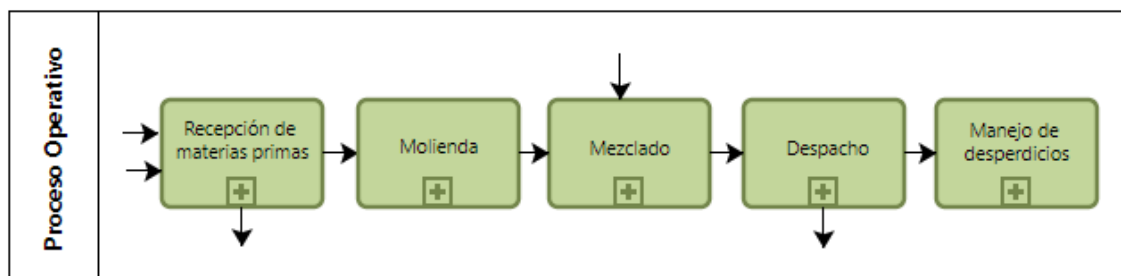 Proceso Operativo
Recepción de
materias primas
Molienda
Mezclado
Despacho
Manejo de
desperdicios